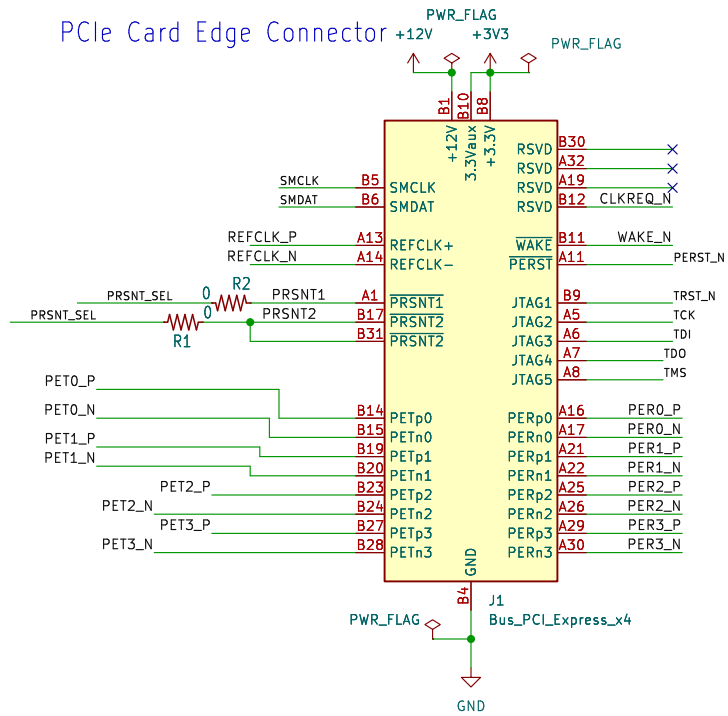 PCIe Card Edge Connector
PWR_FLAG
+12V
+3V3
PWR_FLAG
B1
B10
B8
+12V
3.3Vaux
+3.3V
RSVD B30
RSVD A32
RSVD A19
RSVD B12 CLKREQ_N
SMCLK B5 SMCLK
SMDAT B6 SMDAT
REFCLK_P A13 REFCLK+
REFCLK_N A14 REFCLK-
WAKE B11 WAKE_N
PERST A11 PERST_N
PRSNT_SEL 0 R2 PRSNT1 A1 PRSNT1
PRSNT_SEL R1 0 PRSNT2 B17 PRSNT2
B31 PRSNT2
JTAG1 B9 TRST_N
JTAG2 A5 TCK
JTAG3 A6 TDI
JTAG4 A7 TDO
JTAG5 A8 TMS
PET0_P B14 PETp0
PET0_N B15 PETn0
PET1_P B19 PETp1
PET1_N B20 PETn1
PET2_P B23 PETp2
PET2_N B24 PETn2
PET3_P B27 PETp3
PET3_N B28 PETn3
PERp0 A16 PER0_P
PERn0 A17 PER0_N
PERp1 A21 PER1_P
PERn1 A22 PER1_N
PERp2 A25 PER2_P
PERn2 A26 PER2_N
PERp3 A29 PER3_P
PERn3 A30 PER3_N
GND
B4
J1
Bus_PCI_Express_x4
PWR_FLAG
GND